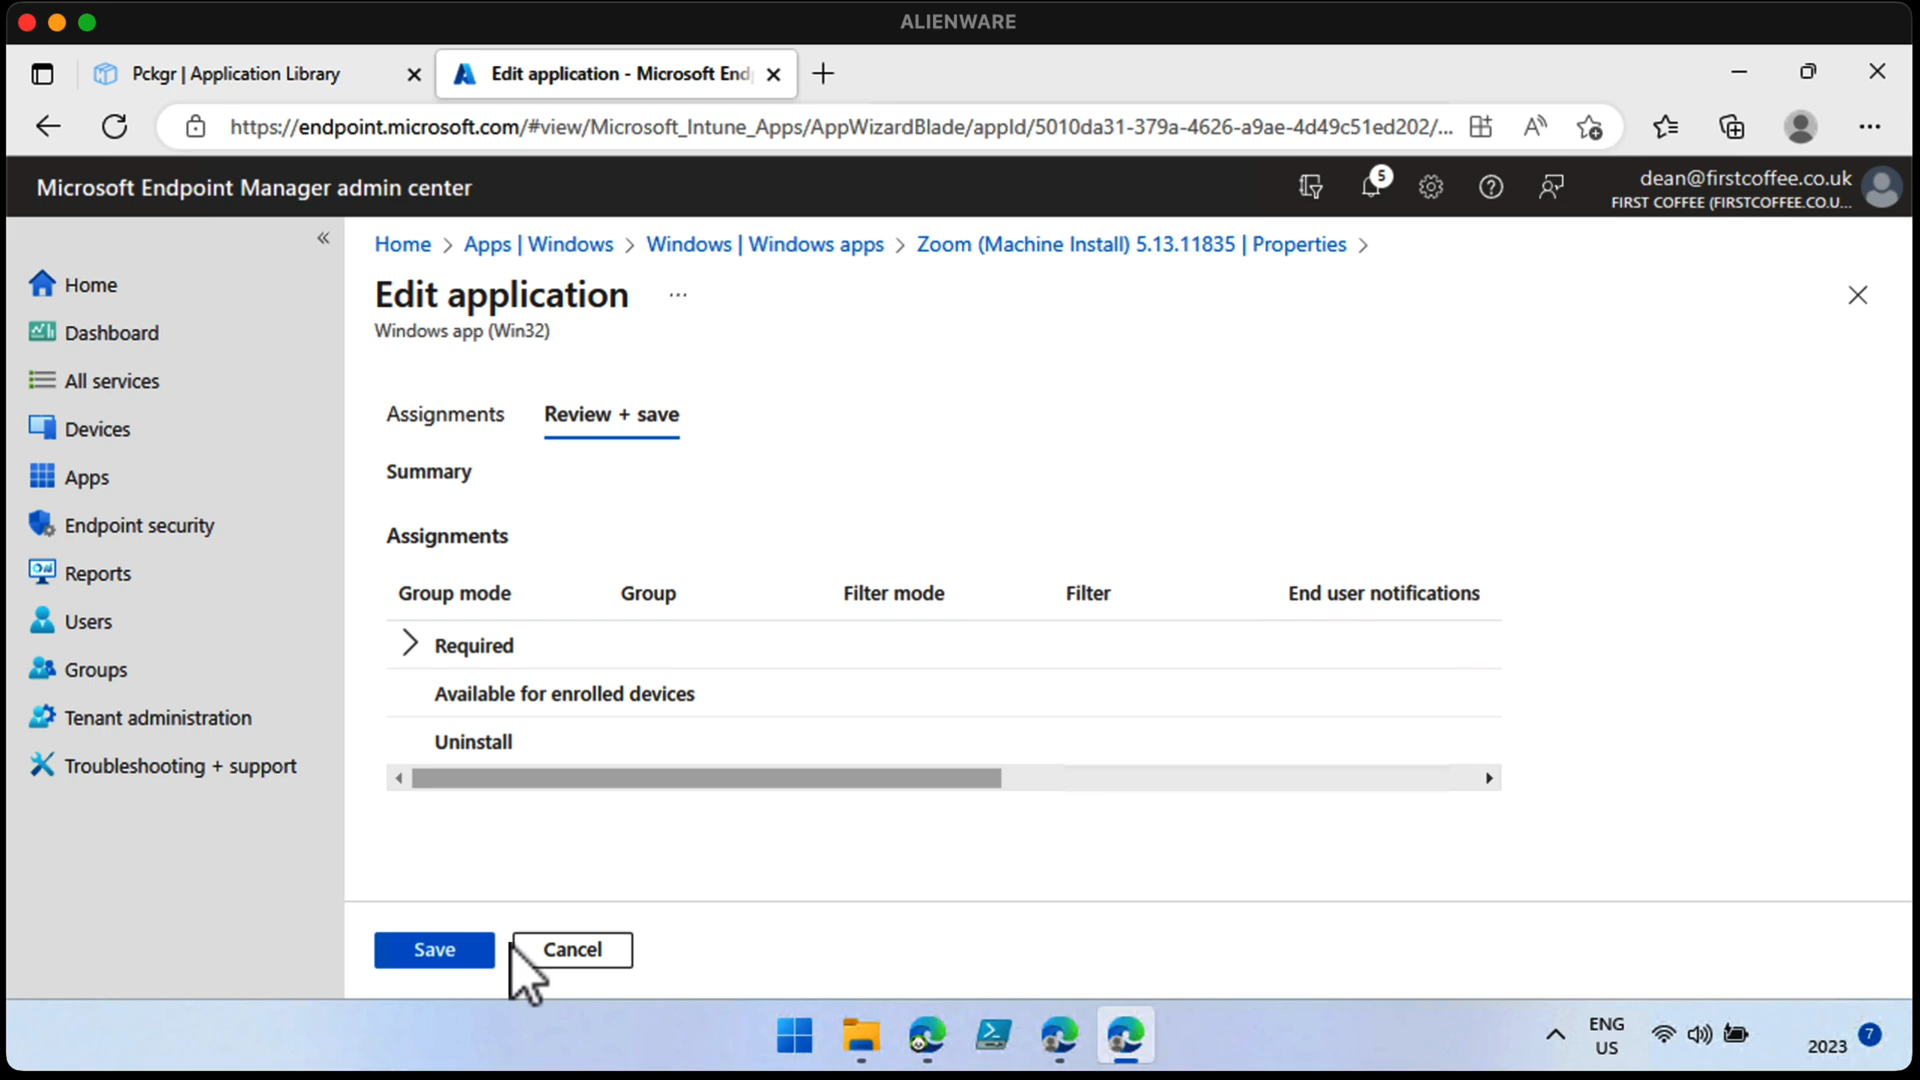 ALIENWARE
Pckgr | Application Library
Edit application - Microsoft End
https://endpoint.microsoft.com/#view/Microsoft_Intune_Apps/AppWizardBlade/appId/5010da31-379a-4626-a9ae-4d49c51ed202/...
Microsoft Endpoint Manager admin center
5
dean@firstcoffee.co.uk
FIRST COFFEE (FIRSTCOFFEE.CO.U...
Home > Apps | Windows > Windows | Windows apps > Zoom (Machine Install) 5.13.11835 | Properties >
Edit application ...
Windows app (Win32)
Home
Dashboard
All services
Devices
Apps
Endpoint security
Reports
Users
Groups
Tenant administration
Troubleshooting + support
Assignments Review + save
Summary
Assignments
Group mode Group Filter mode Filter End user notifications
Required
Available for enrolled devices
Uninstall
Save Cancel
ENG
US
2023
7